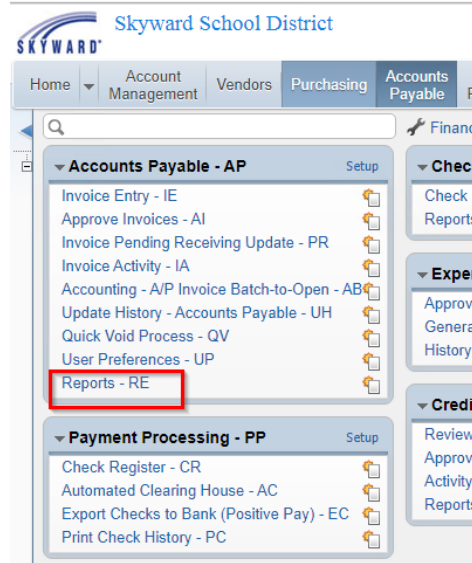 Skyward School District
SKYWARD®
Home Account Management Vendors Purchasing Accounts Payable
Accounts Payable - AP Setup
Invoice Entry - IE
Approve Invoices - AI
Invoice Pending Receiving Update - PR
Invoice Activity - IA
Accounting - A/P Invoice Batch-to-Open - AB
Update History - Accounts Payable - UH
Quick Void Process - QV
User Preferences - UP
Reports - RE
Payment Processing - PP Setup
Check Register - CR
Automated Clearing House - AC
Export Checks to Bank (Positive Pay) - EC
Print Check History - PC
Financ
Chec
Check
Reports
Expe
Approv
Genera
History
Credi
Review
Approv
Activity
Reports